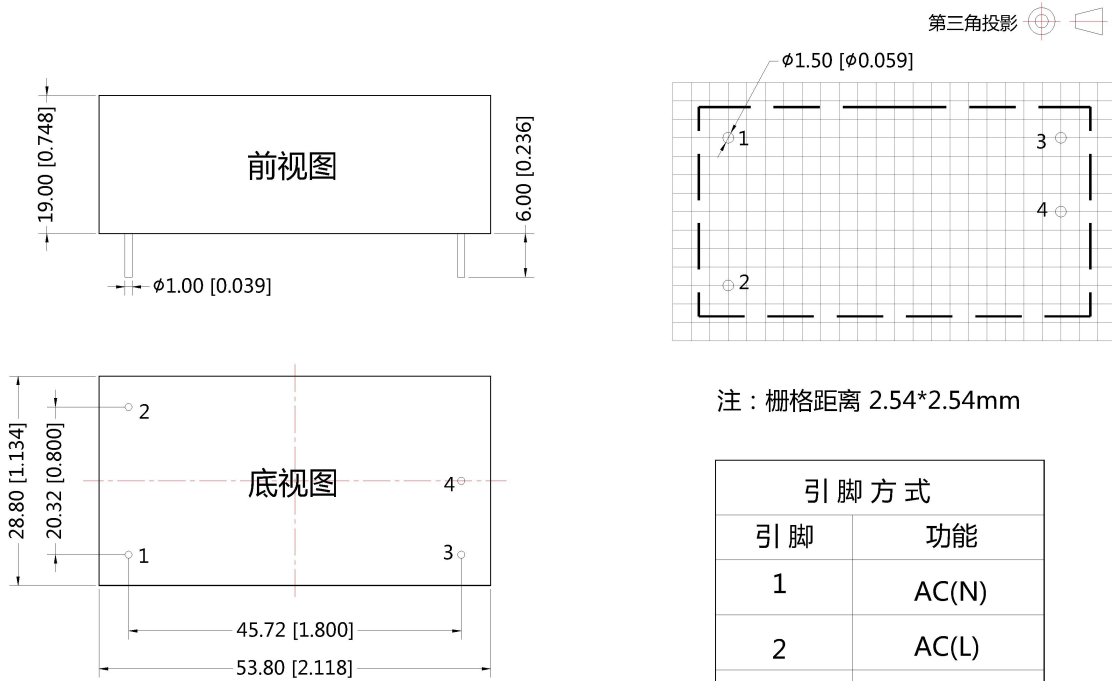 第三角投影
ϕ1.50 [ϕ0.059]
19.00 [0.748]
前视图
6.00 [0.236]
ϕ1.00 [0.039]
1
3
4
2
28.80 [1.134]
20.32 [0.800]
2
底视图
4
1
3
45.72 [1.800]
53.80 [2.118]
注：栅格距离 2.54*2.54mm
引脚方式
引脚 功能
1 AC(N)
2 AC(L)